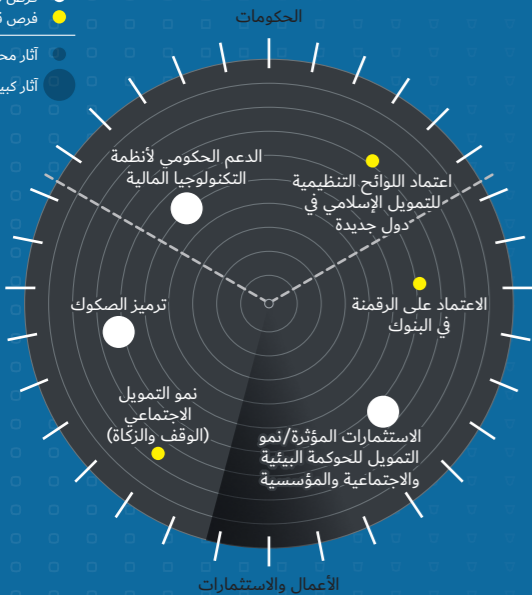 الحكومات
فرص
آثار
آثار
الدعم الحكومي لأنظمة
التكنولوجيا المالية
اعتماد اللوائح التنظيمية
للتمويل الإسلامي في
دول جديدة
ترميز الصكوك
الاعتماد على الرقمنة
في البنوك
نمو التمويل
الاجتماعي
(الوقف والزكاة)
الاستثمارات المؤثرة/نمو
التمويل للحوكمة البيئية
والاجتماعية والمؤسسية
الأعمال والاستثمارات